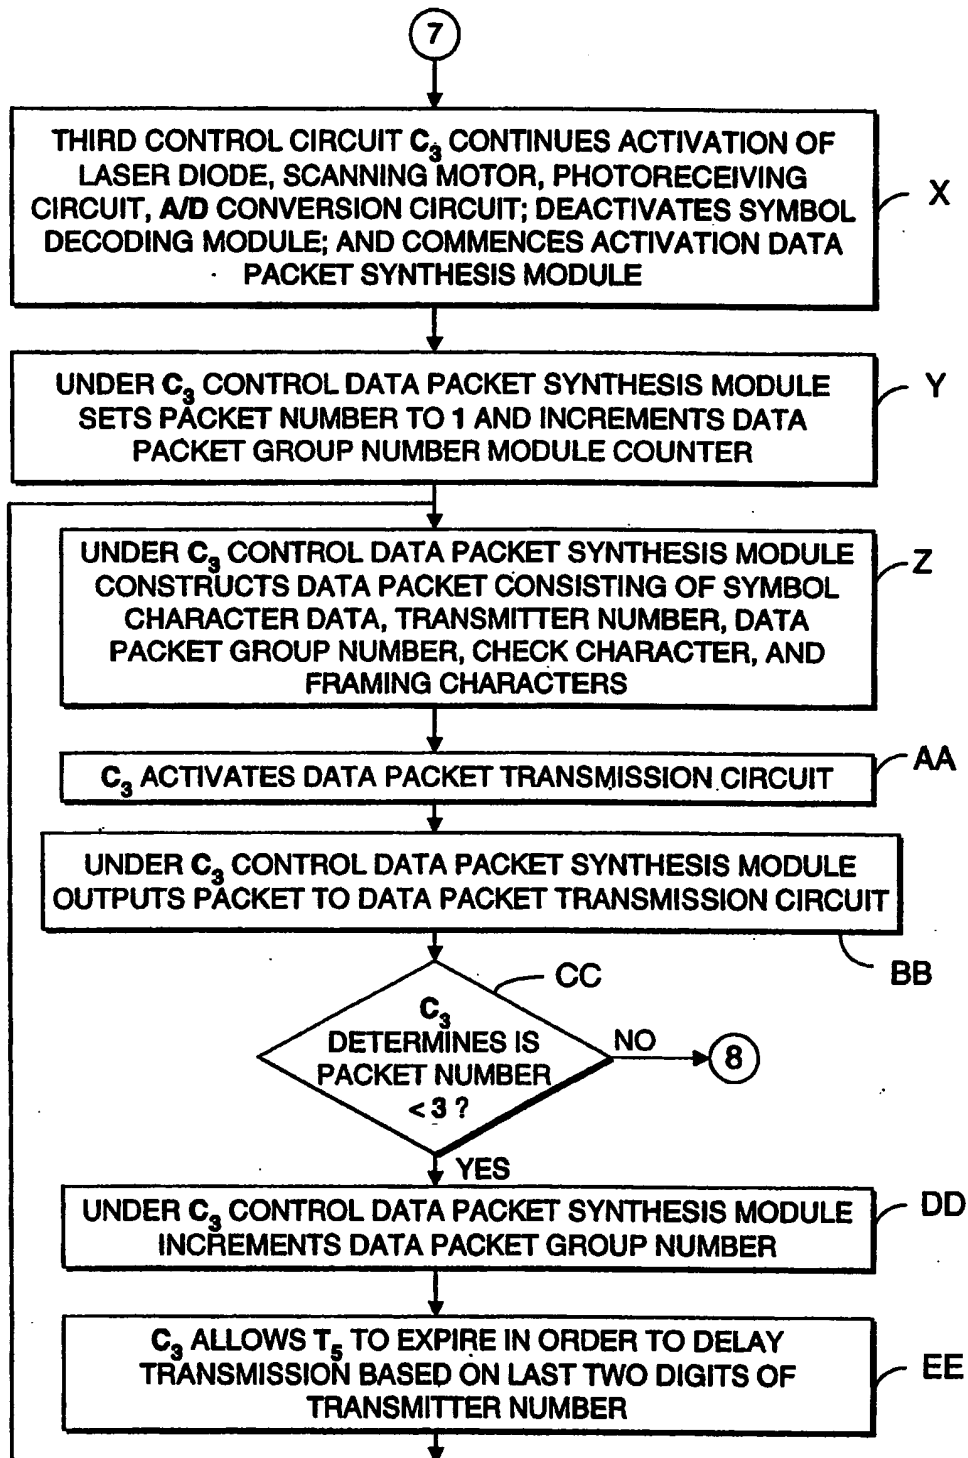 7
THIRD CONTROL CIRCUIT C3 CONTINUES ACTIVATION OF
LASER DIODE, SCANNING MOTOR, PHOTORECEIVING
CIRCUIT, A/D CONVERSION CIRCUIT; DEACTIVATES SYMBOL
DECODING MODULE; AND COMMENCES ACTIVATION DATA
PACKET SYNTHESIS MODULE
X
UNDER C3 CONTROL DATA PACKET SYNTHESIS MODULE
SETS PACKET NUMBER TO 1 AND INCREMENTS DATA
PACKET GROUP NUMBER MODULE COUNTER
Y
UNDER C3 CONTROL DATA PACKET SYNTHESIS MODULE
CONSTRUCTS DATA PACKET CONSISTING OF SYMBOL
CHARACTER DATA, TRANSMITTER NUMBER, DATA
PACKET GROUP NUMBER, CHECK CHARACTER, AND
FRAMING CHARACTERS
Z
C3 ACTIVATES DATA PACKET TRANSMISSION CIRCUIT
AA
UNDER C3 CONTROL DATA PACKET SYNTHESIS MODULE
OUTPUTS PACKET TO DATA PACKET TRANSMISSION CIRCUIT
BB
CC
C3
DETERMINES IS
PACKET NUMBER
< 3 ?
NO
8
YES
UNDER C3 CONTROL DATA PACKET SYNTHESIS MODULE
INCREMENTS DATA PACKET GROUP NUMBER
DD
C3 ALLOWS T5 TO EXPIRE IN ORDER TO DELAY
TRANSMISSION BASED ON LAST TWO DIGITS OF
TRANSMITTER NUMBER
EE